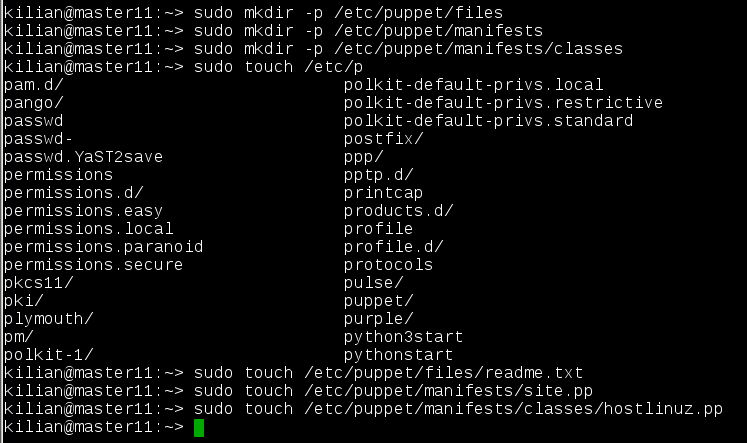 kilian@master11:~> sudo mkdir -p /etc/puppet/files
kilian@master11:~> sudo mkdir -p /etc/puppet/manifests
kilian@master11:~> sudo mkdir -p /etc/puppet/manifests/classes
kilian@master11:~> sudo touch /etc/p
pam.d/ polkit-default-privs.local
pango/ polkit-default-privs.restrictive
passwd polkit-default-privs.standard
passwd- postfix/
passwd.YaST2save ppp/
permissions pptp.d/
permissions.d/ printcap
permissions.easy products.d/
permissions.local profile
permissions.paranoid profile.d/
permissions.secure protocols
pkcs11/ pulse/
pki/ puppet/
plymouth/ purple/
pm/ python3start
polkit-1/ pythonstart
kilian@master11:~> sudo touch /etc/puppet/files/readme.txt
kilian@master11:~> sudo touch /etc/puppet/manifests/site.pp
kilian@master11:~> sudo touch /etc/puppet/manifests/classes/hostlinuz.pp
kilian@master11:~>